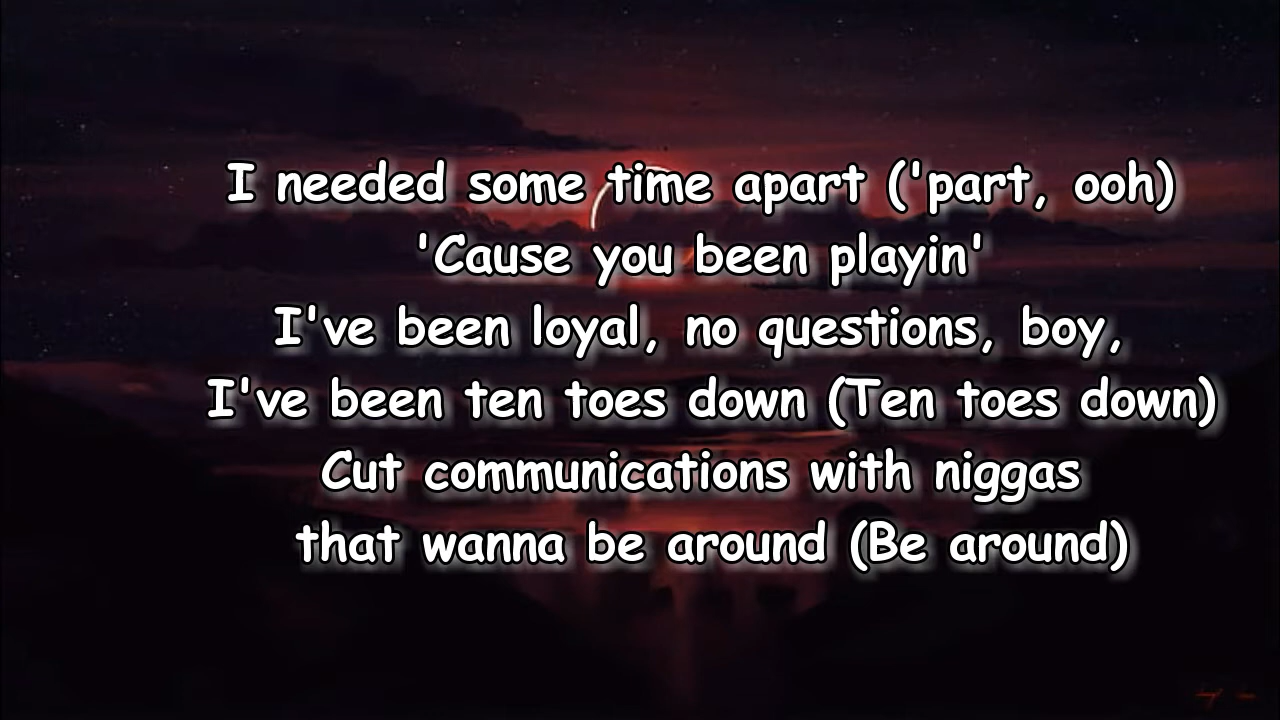 I needed some time apart ('part, ooh)
'Cause you been playin'
I've been loyal, no questions, boy,
I've been ten toes down (Ten toes down)
Cut communications with niggas
that wanna be around (Be around)